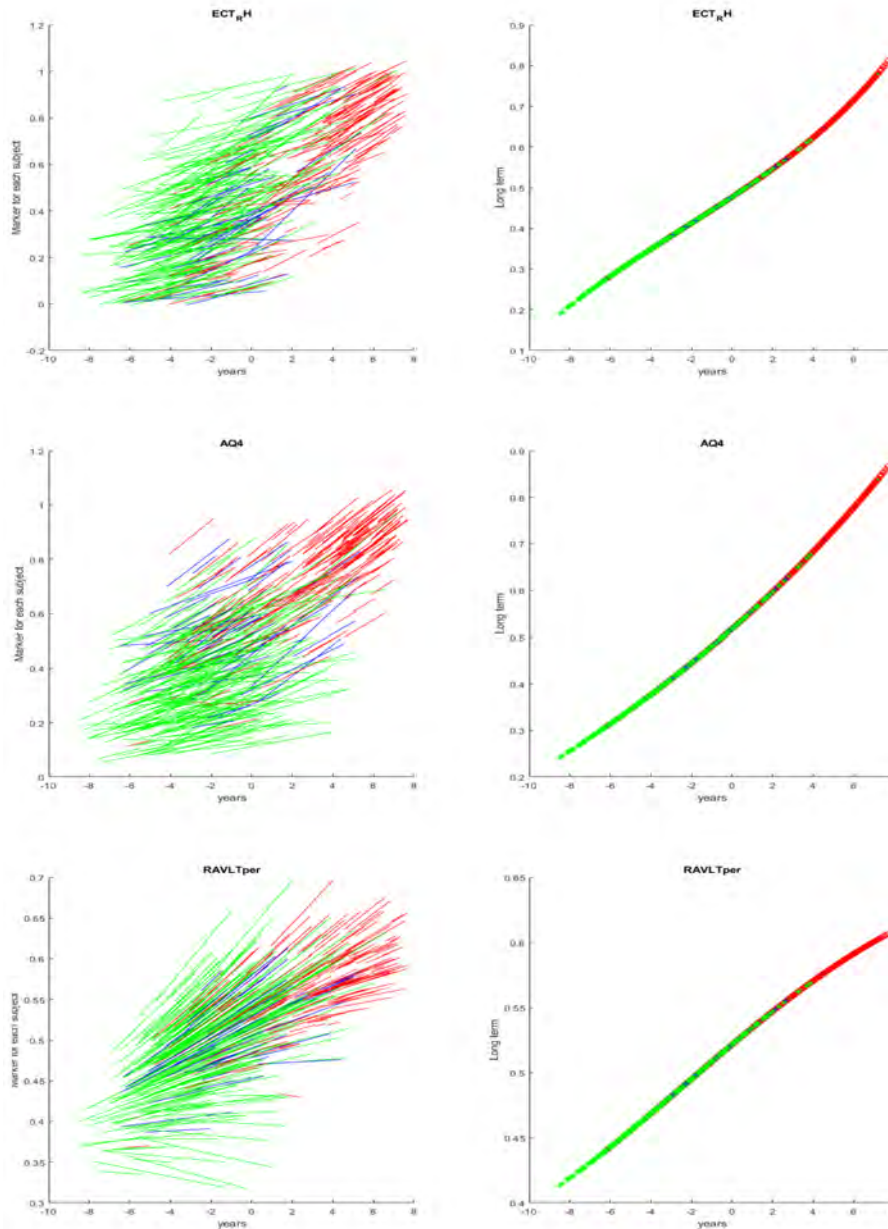 ECT_RH
Marker for each subject
1.2
1
0.8
0.6
0.4
0.2
0
-0.2
-10 -8 -6 -4 -2 0 2 4 6 8
years
ECT_RH
Long term
0.9
0.8
0.7
0.6
0.5
0.4
0.3
0.2
0.1
-10 -8 -6 -4 -2 0 2 4 6
years
AQ4
Marker for each subject
1.2
1
0.8
0.6
0.4
0.2
0
-10 -8 -6 -4 -2 0 2 4 6 8
years
AQ4
Long term
0.9
0.8
0.7
0.6
0.5
0.4
0.3
0.2
-10 -8 -6 -4 -2 0 2 4 6
years
RAVLTper
Marker for each subject
0.7
0.65
0.6
0.55
0.5
0.45
0.4
0.35
0.3
-10 -8 -6 -4 -2 0 2 4 6 8
years
RAVLTper
Long term
0.65
0.6
0.55
0.5
0.45
0.4
-10 -8 -6 -4 -2 0 2 4 6
years